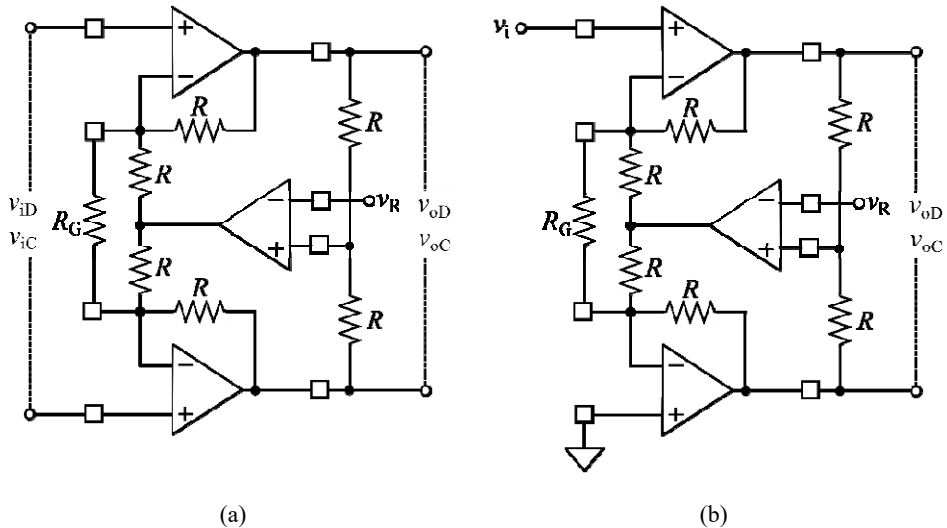 +
−
R
R
R
R_G
v_iD
v_iC
−
+
v_R
v_oD
v_oC
R
R
R
−
+
(a)
v_i
+
−
R
R
R
R_G
−
+
v_R
v_oD
v_oC
R
R
R
−
+
(b)